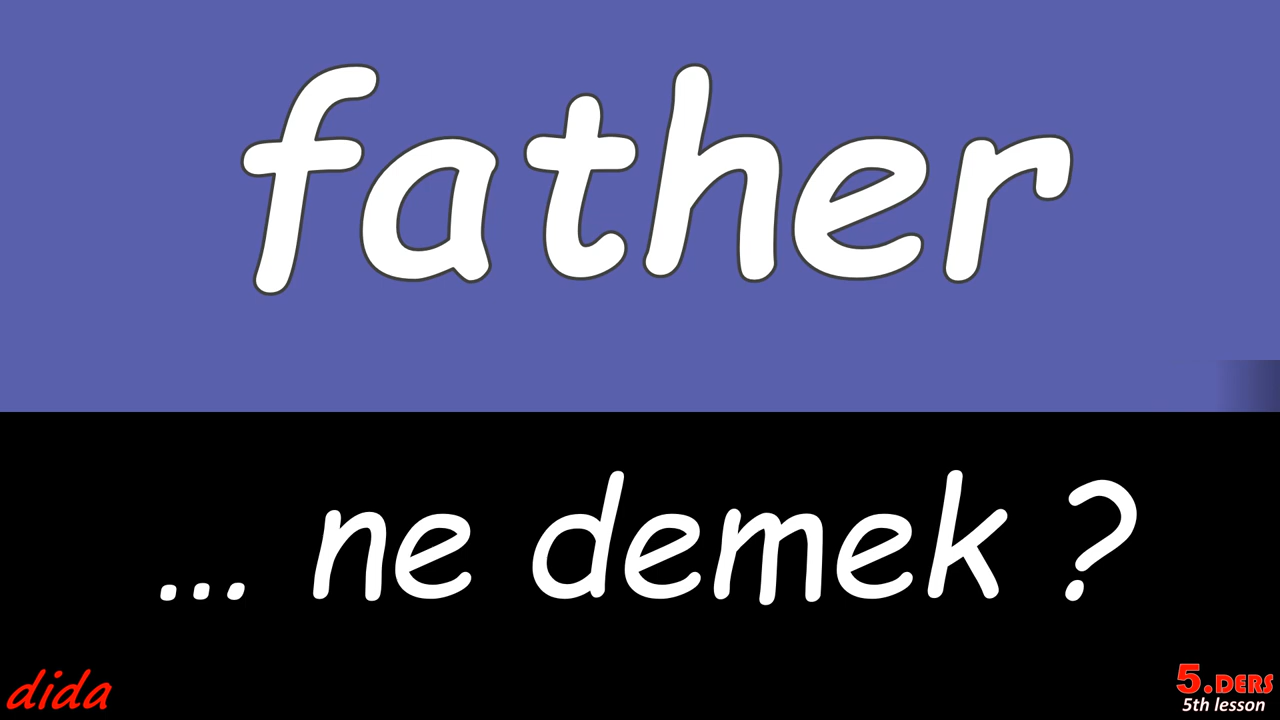 father
... ne demek ?
dida
5.DERS
5th lesson